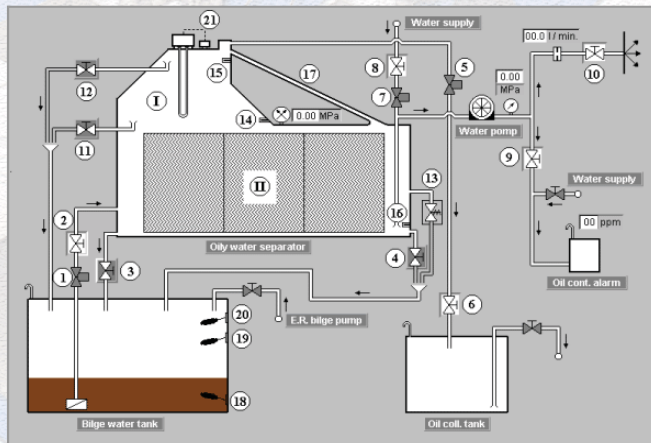 21
Water supply
00.0 l / min.
5
15
17
8
10
12
I
7
0.00
MPa
14
0.00 MPa
Water pump
11
9
II
13
Water supply
2
16
00 ppm
Oily water separator
1
3
4
Oil cont. alarm
6
20
E.R. bilge pump
19
18
Bilge water tank
Oil coll. tank